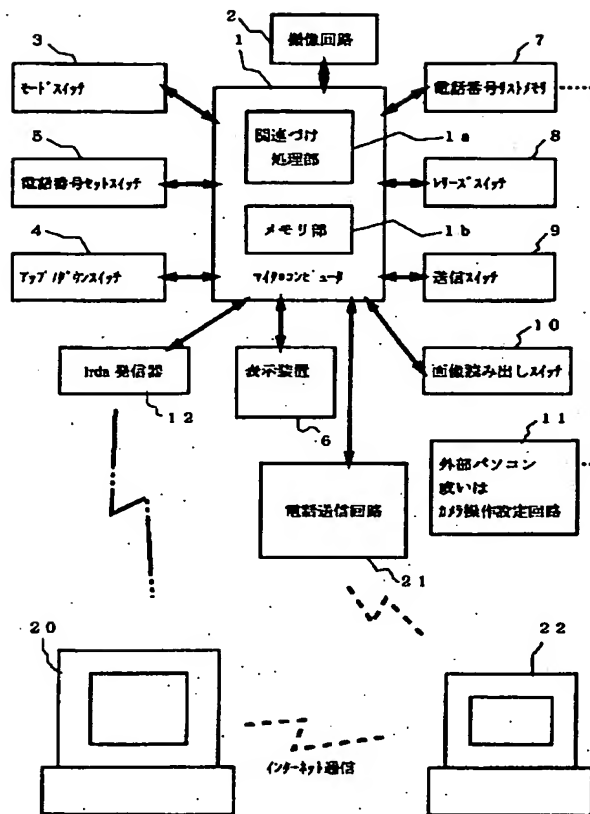 2
撮像回路
3
1
7
モードスイッチ
電話番号リストメモリ
関連づけ
処理部
1a
5
8
電話番号セットスイッチ
レリーズスイッチ
メモリ部
1b
4
9
アップ/ダウンスイッチ
マイクロコンピュータ
送信スイッチ
10
Irda 発信器
表示装置
画像読み出しスイッチ
12
6
11
外部パソコン
或いは
カメラ操作設定回路
電話送信回路
21
20
22
インターネット通信